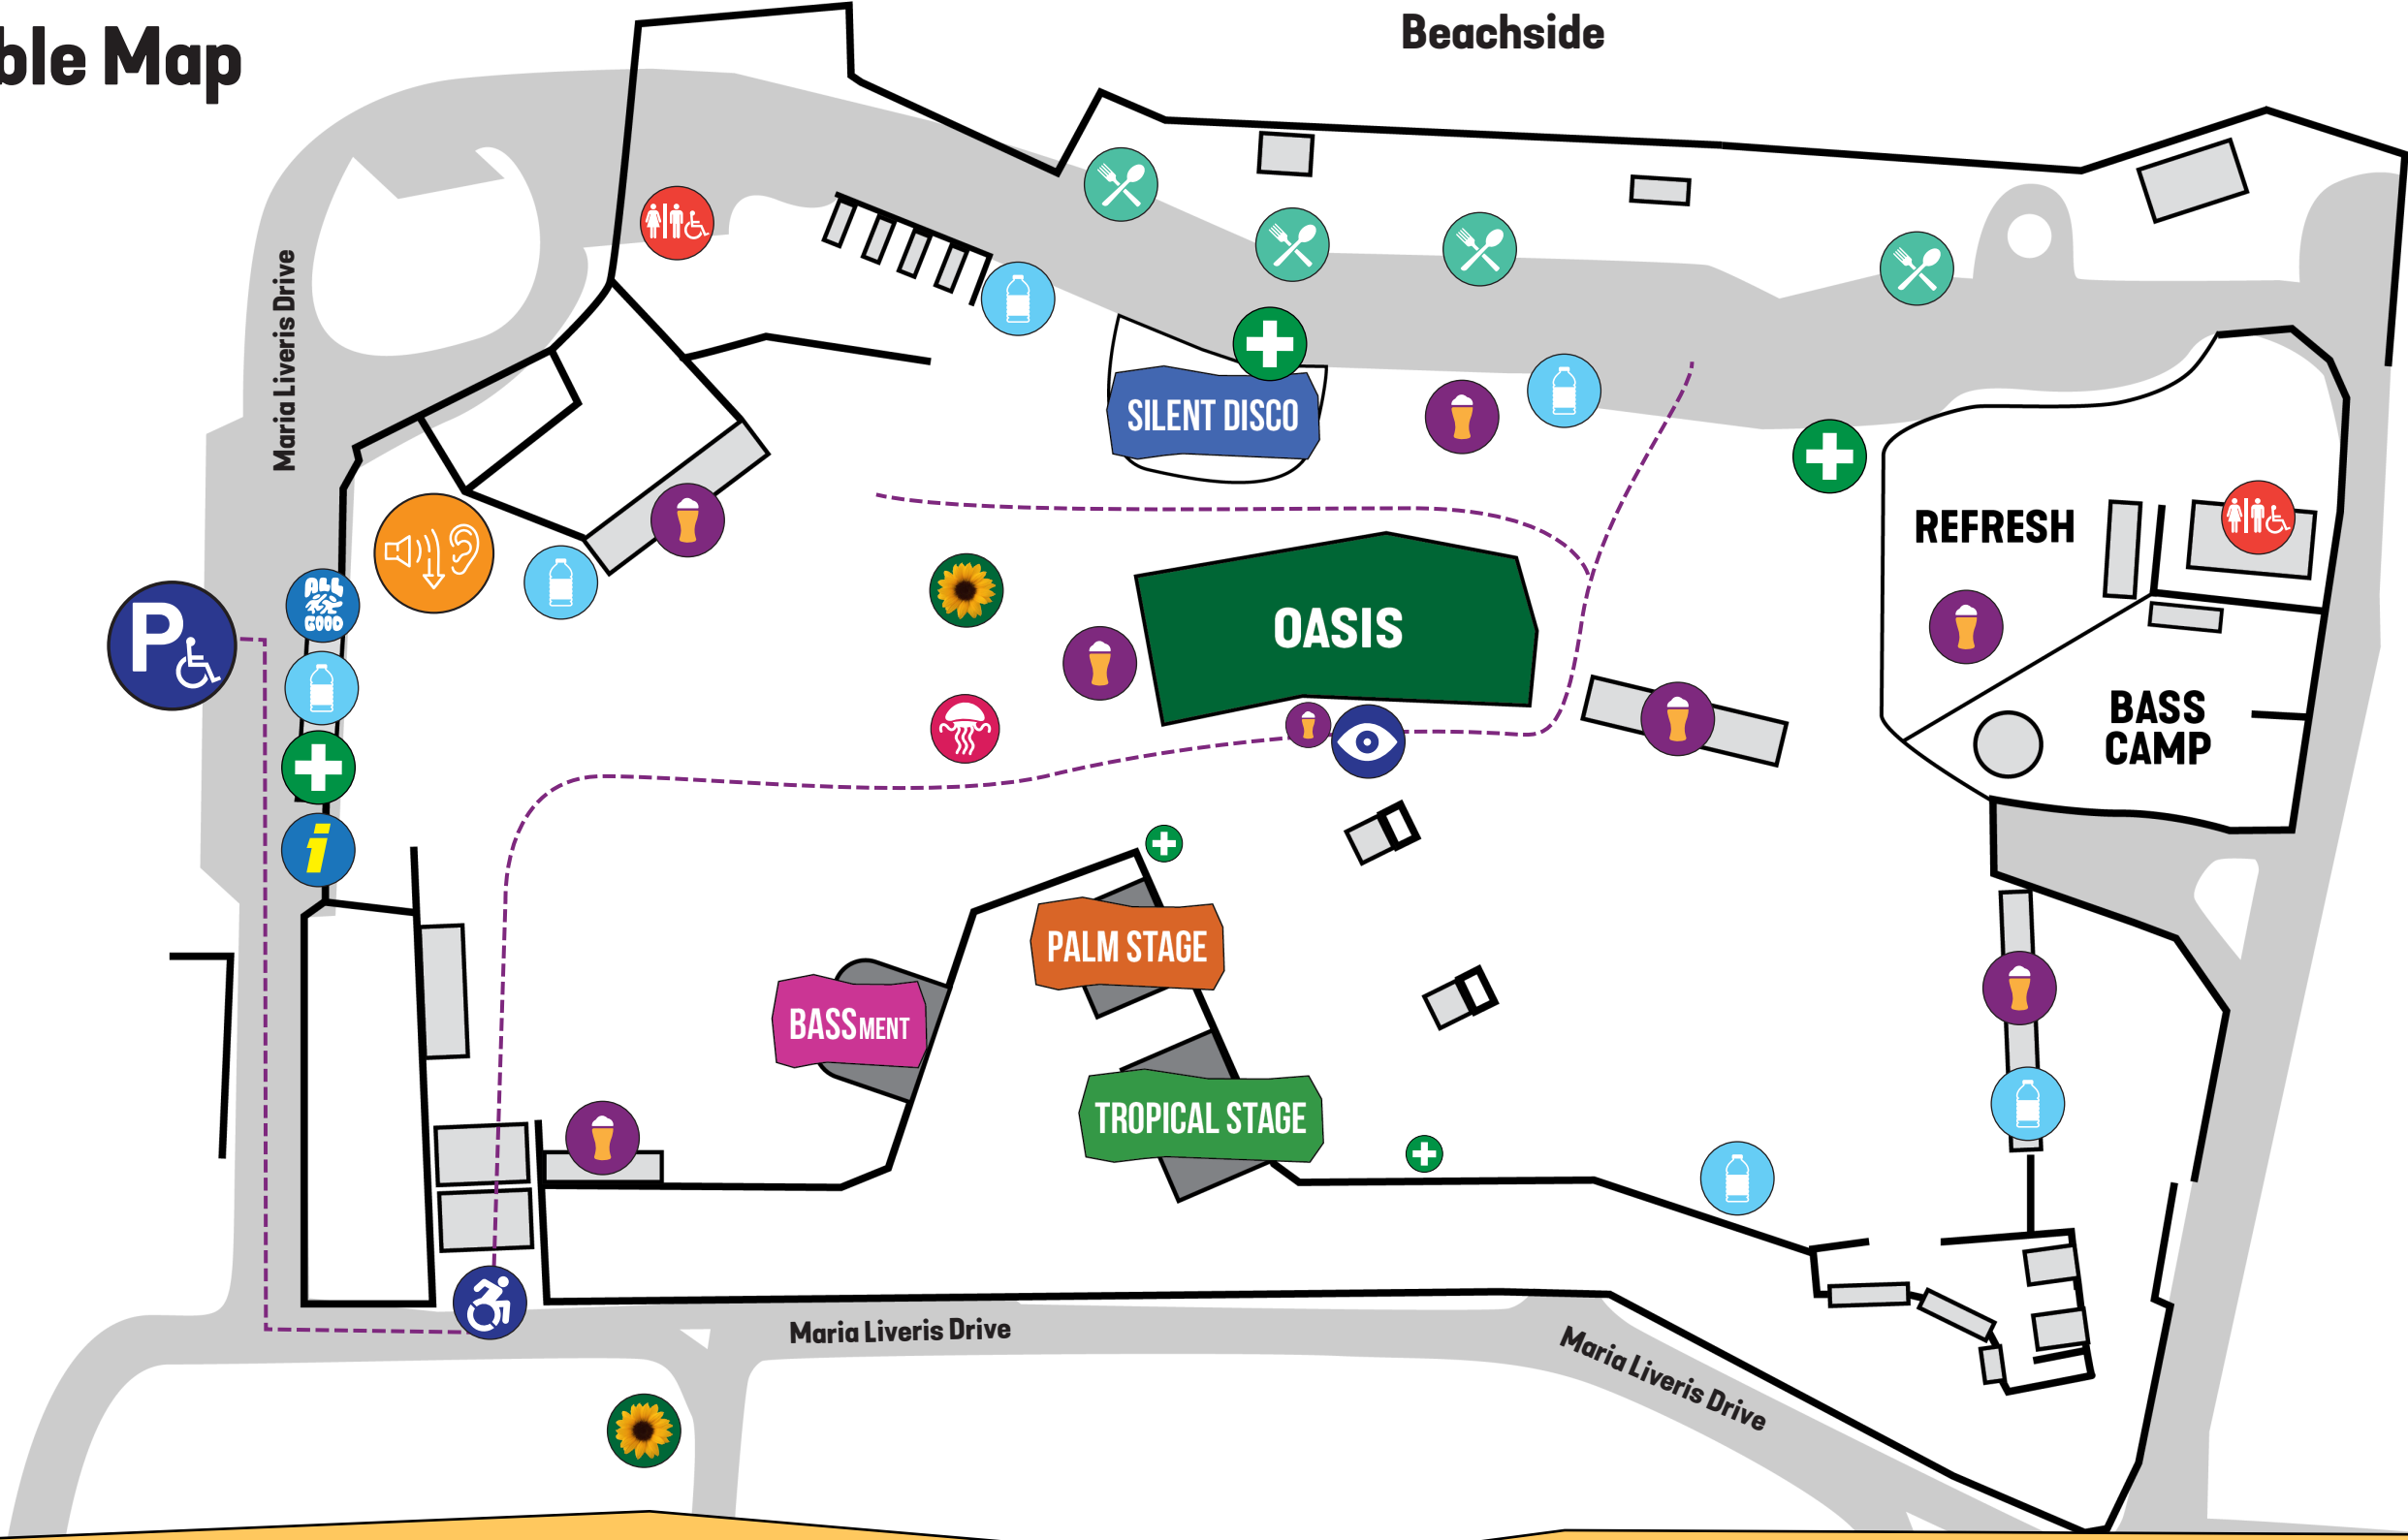 ble Map
Beachside
Maria Liveris Drive
SILENT DISCO
REFRESH
ALL
GOOD
P
OASIS
BASS
CAMP
i
PALM STAGE
BASSMENT
TROPICAL STAGE
Maria Liveris Drive
Maria Liveris Drive